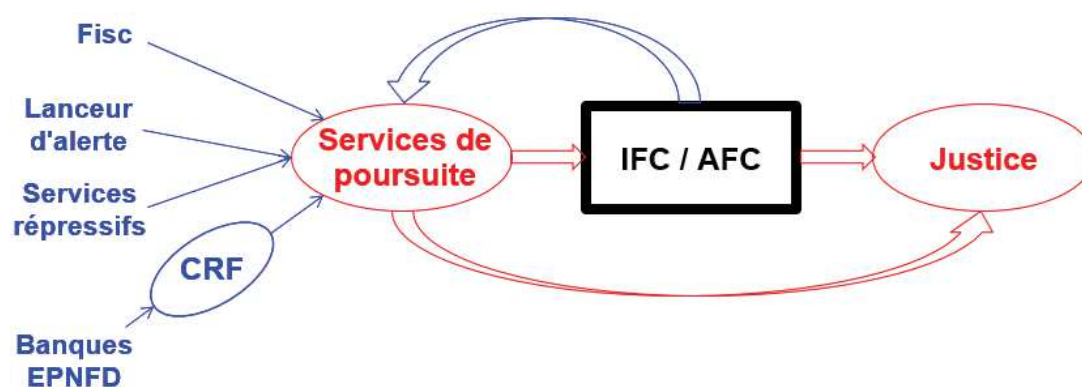 Fisc
Lanceur
d'alerte
Services
répressifs
CRF
Banques
EPNFD
Services de
poursuite
IFC / AFC
Justice